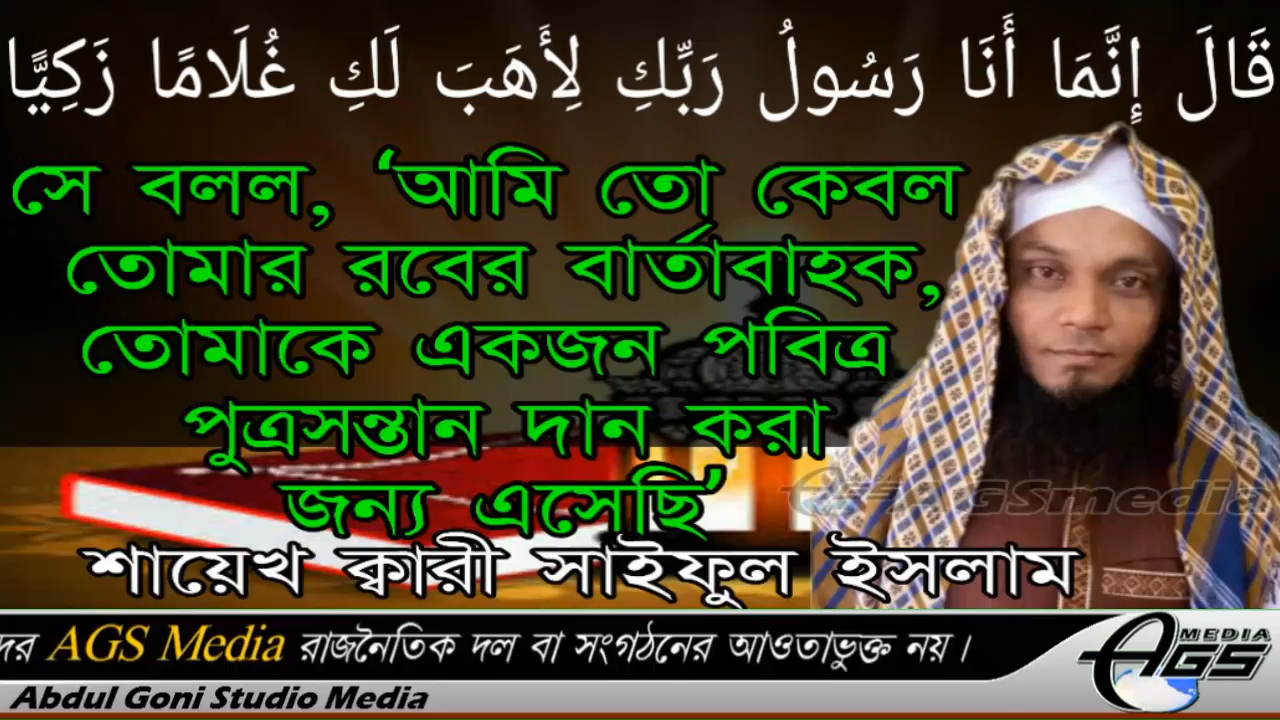 قَالَ إِنَّمَا أَنَا رَسُولُ رَبِّكِ لِأَهَبَ لَكِ غُلَامًا زَكِيًّا
সে বলল, ‘আমি তো কেবল
তোমার রবের বার্তাবাহক,
তোমাকে একজন পবিত্র
পুত্রসন্তান দান করা
জন্য এসেছি’
AGSmedia
শায়েখ ক্বারী সাইফুল ইসলাম
দের AGS Media রাজনৈতিক দল বা সংগঠনের আওতাভুক্ত নয়।
AGS MEDIA
Abdul Goni Studio Media